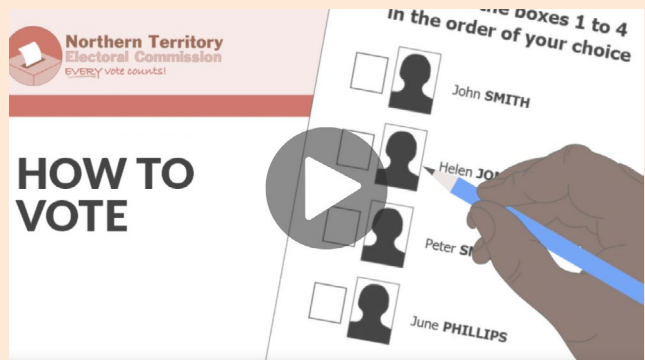 Northern Territory
Electoral Commission
EVERY vote counts!
HOW TO
VOTE
the boxes 1 to 4
in the order of your choice
John SMITH
Helen
Peter
June PHILLIPS